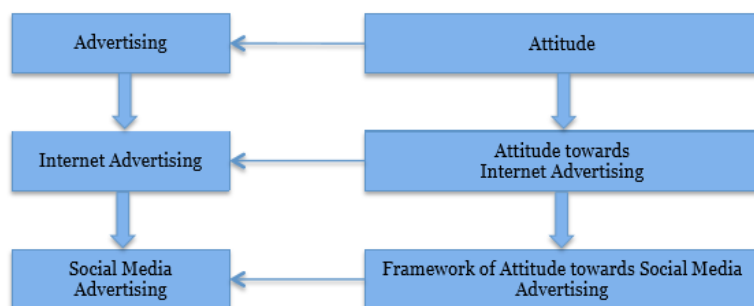 Advertising
Attitude
Internet Advertising
Attitude towards
Internet Advertising
Social Media
Advertising
Framework of Attitude towards Social Media
Advertising